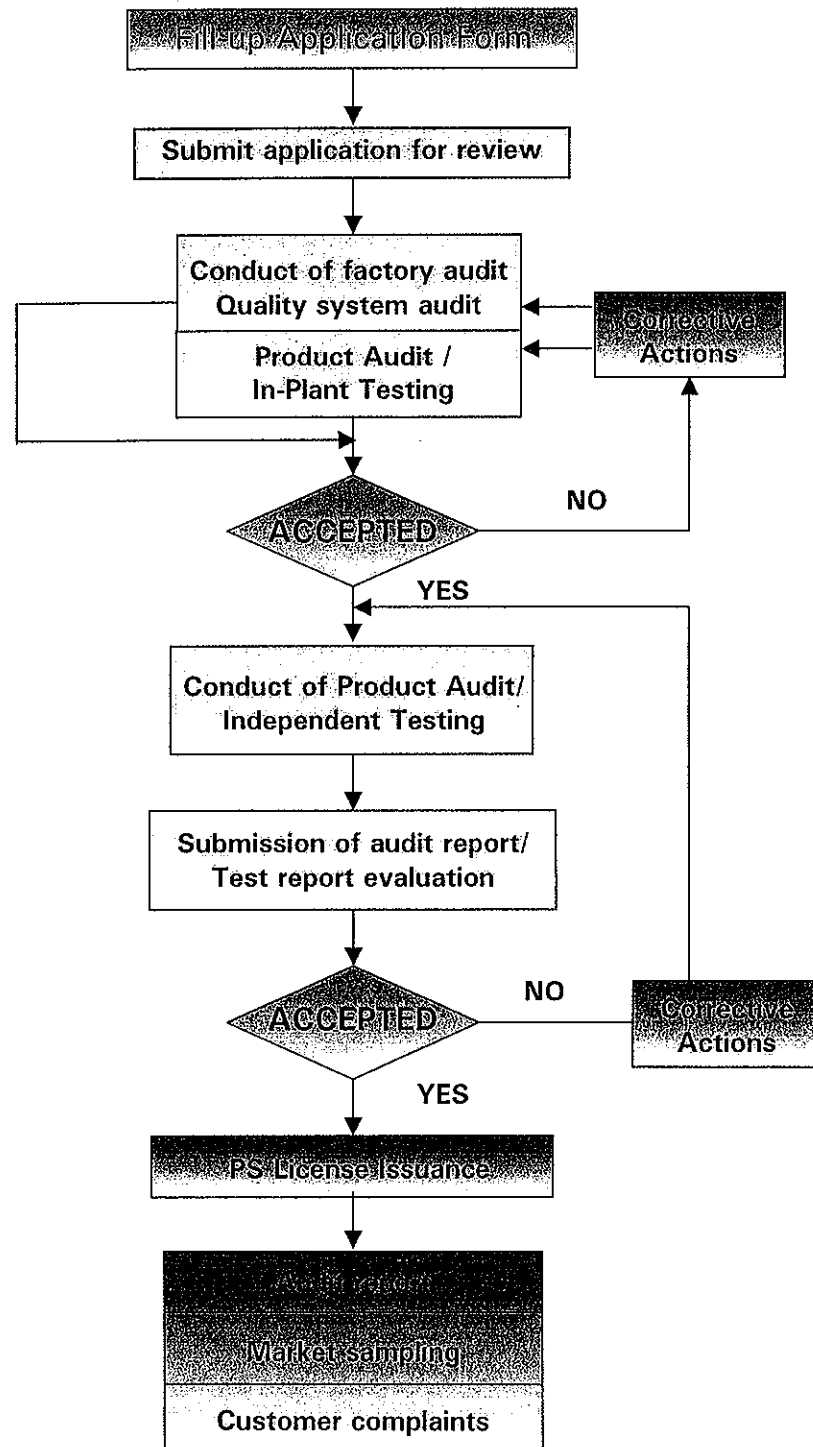 Fill-up Application Form
Submit application for review
Conduct of factory audit
Quality system audit
Product Audit /
In-Plant Testing
Corrective
Actions
ACCEPTED
NO
YES
Conduct of Product Audit/
Independent Testing
Submission of audit report/
Test report evaluation
ACCEPTED
NO
Corrective
Actions
YES
PS License Issuance
Market sampling
Customer complaints